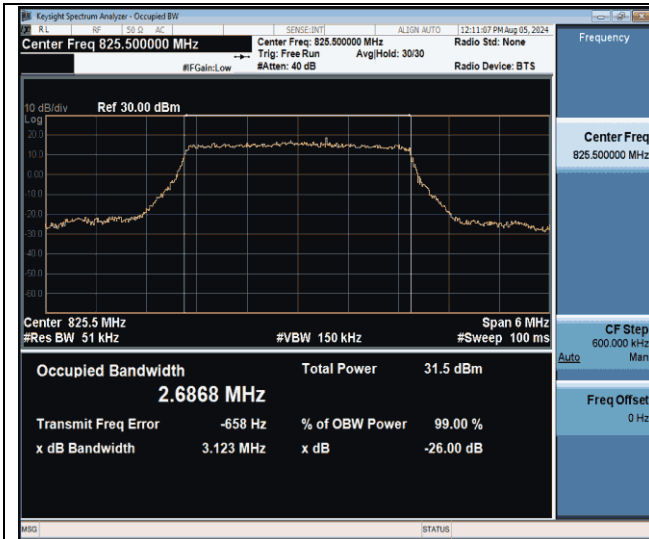 Keysight Spectrum Analyzer - Occupied BW
RL RF 50 Ω AC SENSE:INT ALIGN AUTO 12:11:07 PM Aug 05, 2024
Center Freq 825.500000 MHz
Center Freq: 825.500000 MHz Radio Std: None
Trig: Free Run Avg|Hold: 30/30
#IFGain:Low #Atten: 40 dB Radio Device: BTS
10 dB/div Ref 30.00 dBm
Log
20.0
10.0
0.00
-10.0
-20.0
-30.0
-40.0
-50.0
-60.0
Center 825.5 MHz Span 6 MHz
#Res BW 51 kHz #VBW 150 kHz #Sweep 100 ms
Occupied Bandwidth Total Power 31.5 dBm
2.6868 MHz
Transmit Freq Error -658 Hz % of OBW Power 99.00 %
x dB Bandwidth 3.123 MHz x dB -26.00 dB
MSG STATUS
Frequency
Center Freq
825.500000 MHz
CF Step
600.000 kHz
Auto Man
Freq Offset
0 Hz